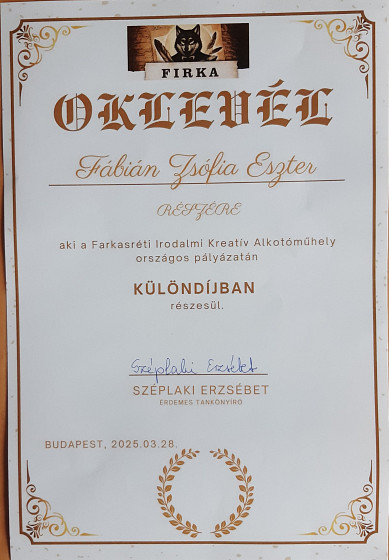 FIRKA
OKLEVÉL
Fábián Zsófia Eszter
RÉSZÉRE
aki a Farkasréti Irodalmi Kreatív Alkotóműhely
országos pályázatán
KÜLÖNDÍJBAN
részesül.
Széplaki Erzsébet
SZÉPLAKI ERZSÉBET
ÉRDEMES TANKÖNYÍRÓ
BUDAPEST, 2025.03.28.